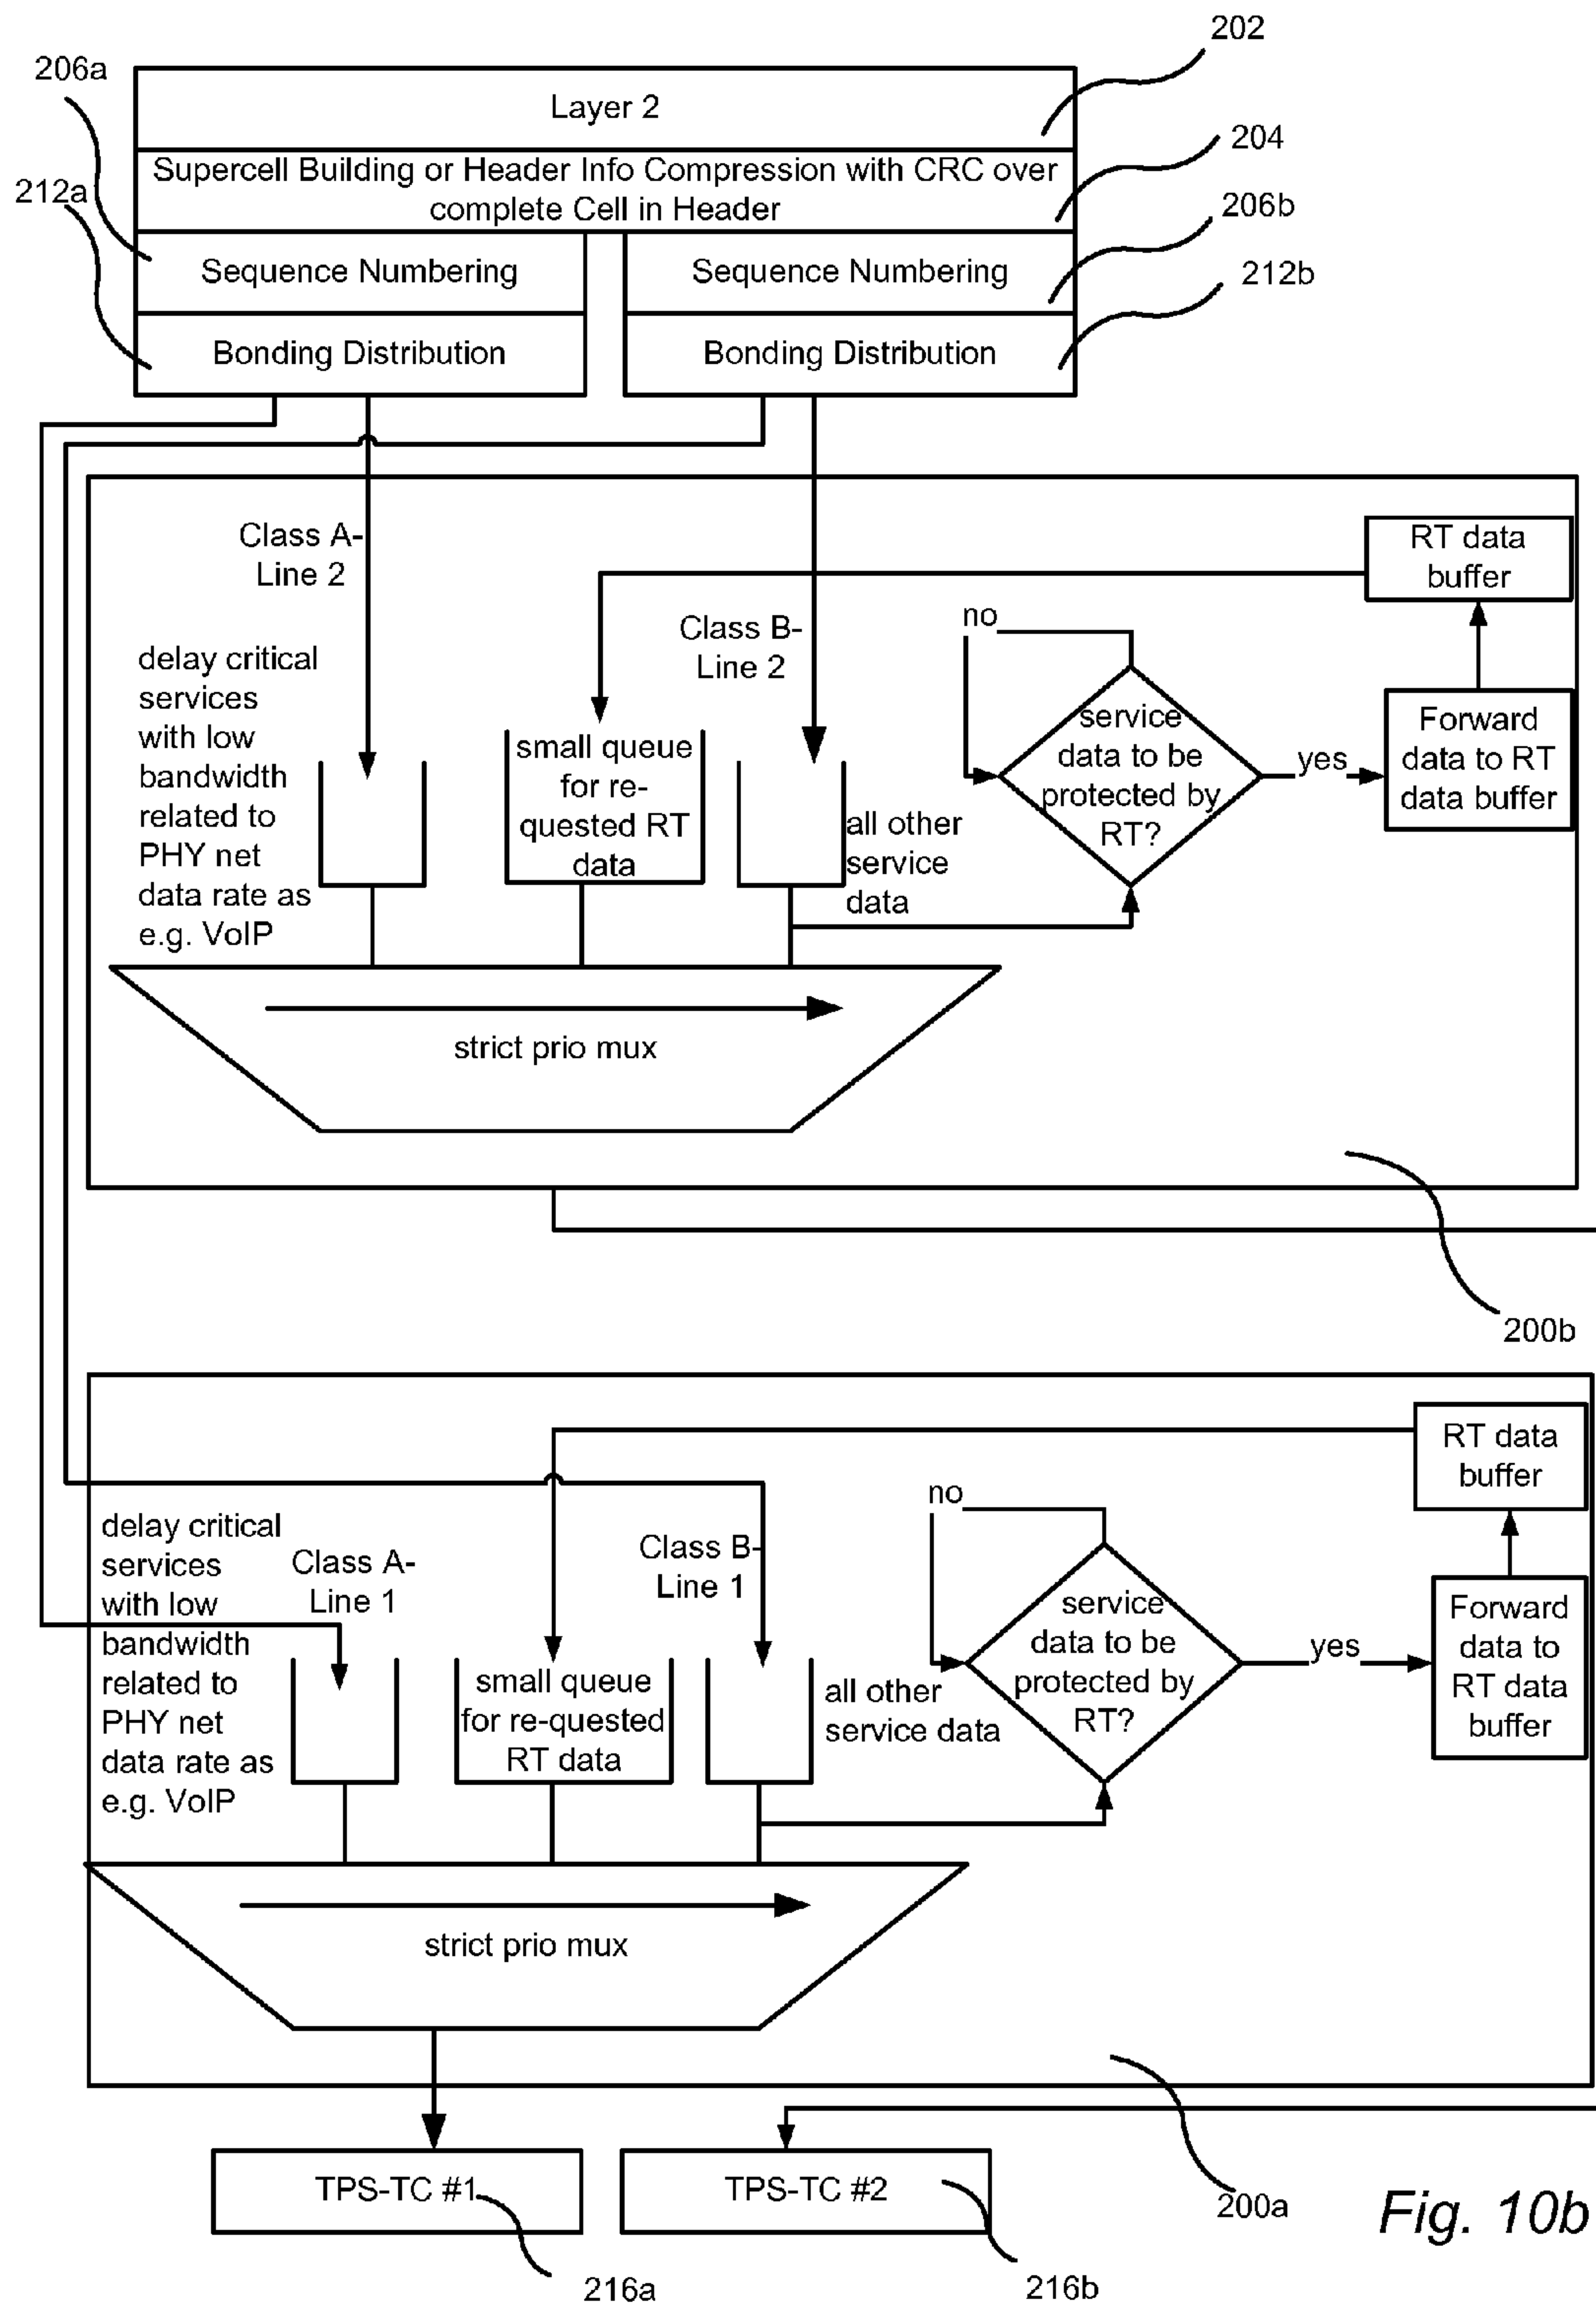 202
206a
Layer 2
204
Supercell Building or Header Info Compression with CRC over
complete Cell in Header
212a
206b
Sequence Numbering
Sequence Numbering
212b
Bonding Distribution
Bonding Distribution
Class A-
Line 2
RT data
buffer
no
Class B-
Line 2
delay critical
services
with low
bandwidth
related to
PHY net
data rate as
e.g. VoIP
small queue
for re-
quested RT
data
all other
service
data
service
data to be
protected by
RT?
yes
Forward
data to RT
data buffer
strict prio mux
200b
RT data
buffer
no
delay critical
services
with low
bandwidth
related to
PHY net
data rate as
e.g. VoIP
Class A-
Line 1
Class B-
Line 1
small queue
for re-quested
RT data
all other
service data
service
data to be
protected by
RT?
yes
Forward
data to
RT data
buffer
strict prio mux
TPS-TC #1
TPS-TC #2
200a
Fig. 10b
216a
216b